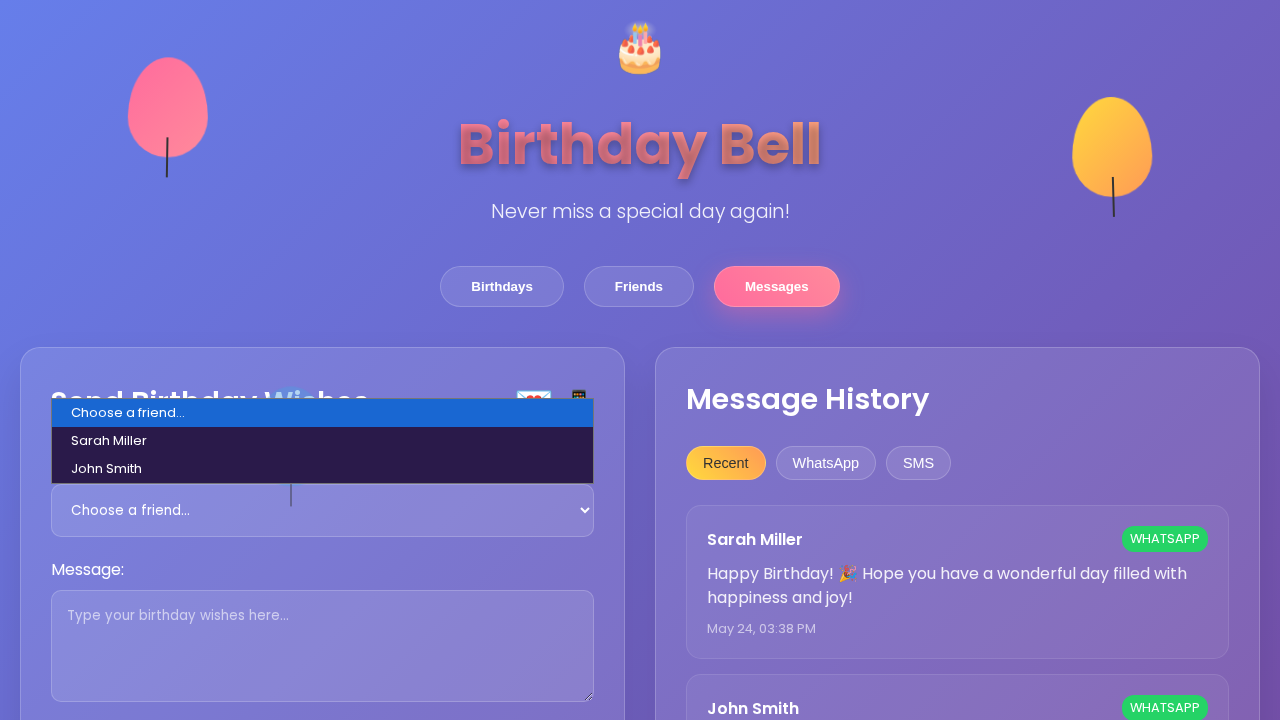 Birthday Bell
Never miss a special day again!
Birthdays
Friends
Messages
Send Birthday Wishes
Choose a friend...
Sarah Miller
John Smith
Choose a friend...
Message:
Type your birthday wishes here...
Message History
Recent
WhatsApp
SMS
Sarah Miller
WHATSAPP
Happy Birthday! 🎉 Hope you have a wonderful day filled with
happiness and joy!
May 24, 03:38 PM
John Smith
WHATSAPP